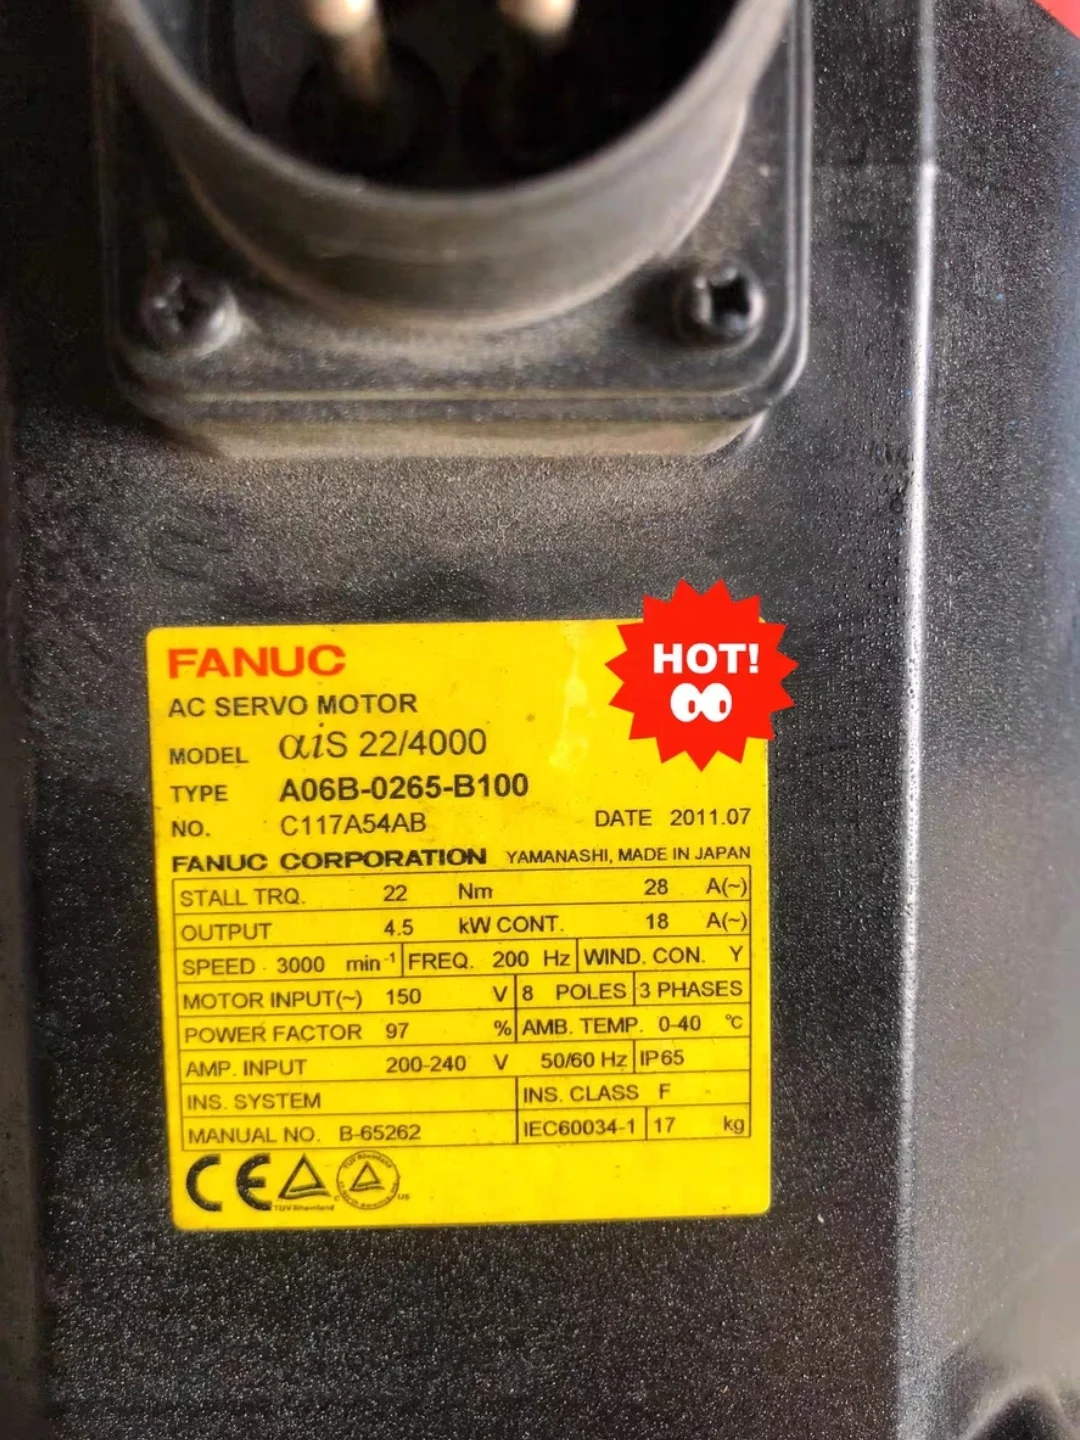 HOT!
FANUC
AC SERVO MOTOR
MODEL αiS 22/4000
TYPE A06B-0265-B100
NO. C117A54AB DATE 2011.07
FANUC CORPORATION YAMANASHI, MADE IN JAPAN
STALL TRQ. 22 Nm 28 A(~)
OUTPUT 4.5 kW CONT. 18 A(~)
SPEED 3000 min-1 FREQ. 200 Hz WIND. CON. Y
MOTOR INPUT(~) 150 V 8 POLES 3 PHASES
POWER FACTOR 97 % AMB. TEMP. 0-40 ℃
AMP. INPUT 200-240 V 50/60 Hz IP65
INS. SYSTEM INS. CLASS F
MANUAL NO. B-65262 IEC60034-1 17 kg
CE
TÜV Rheinland
C US